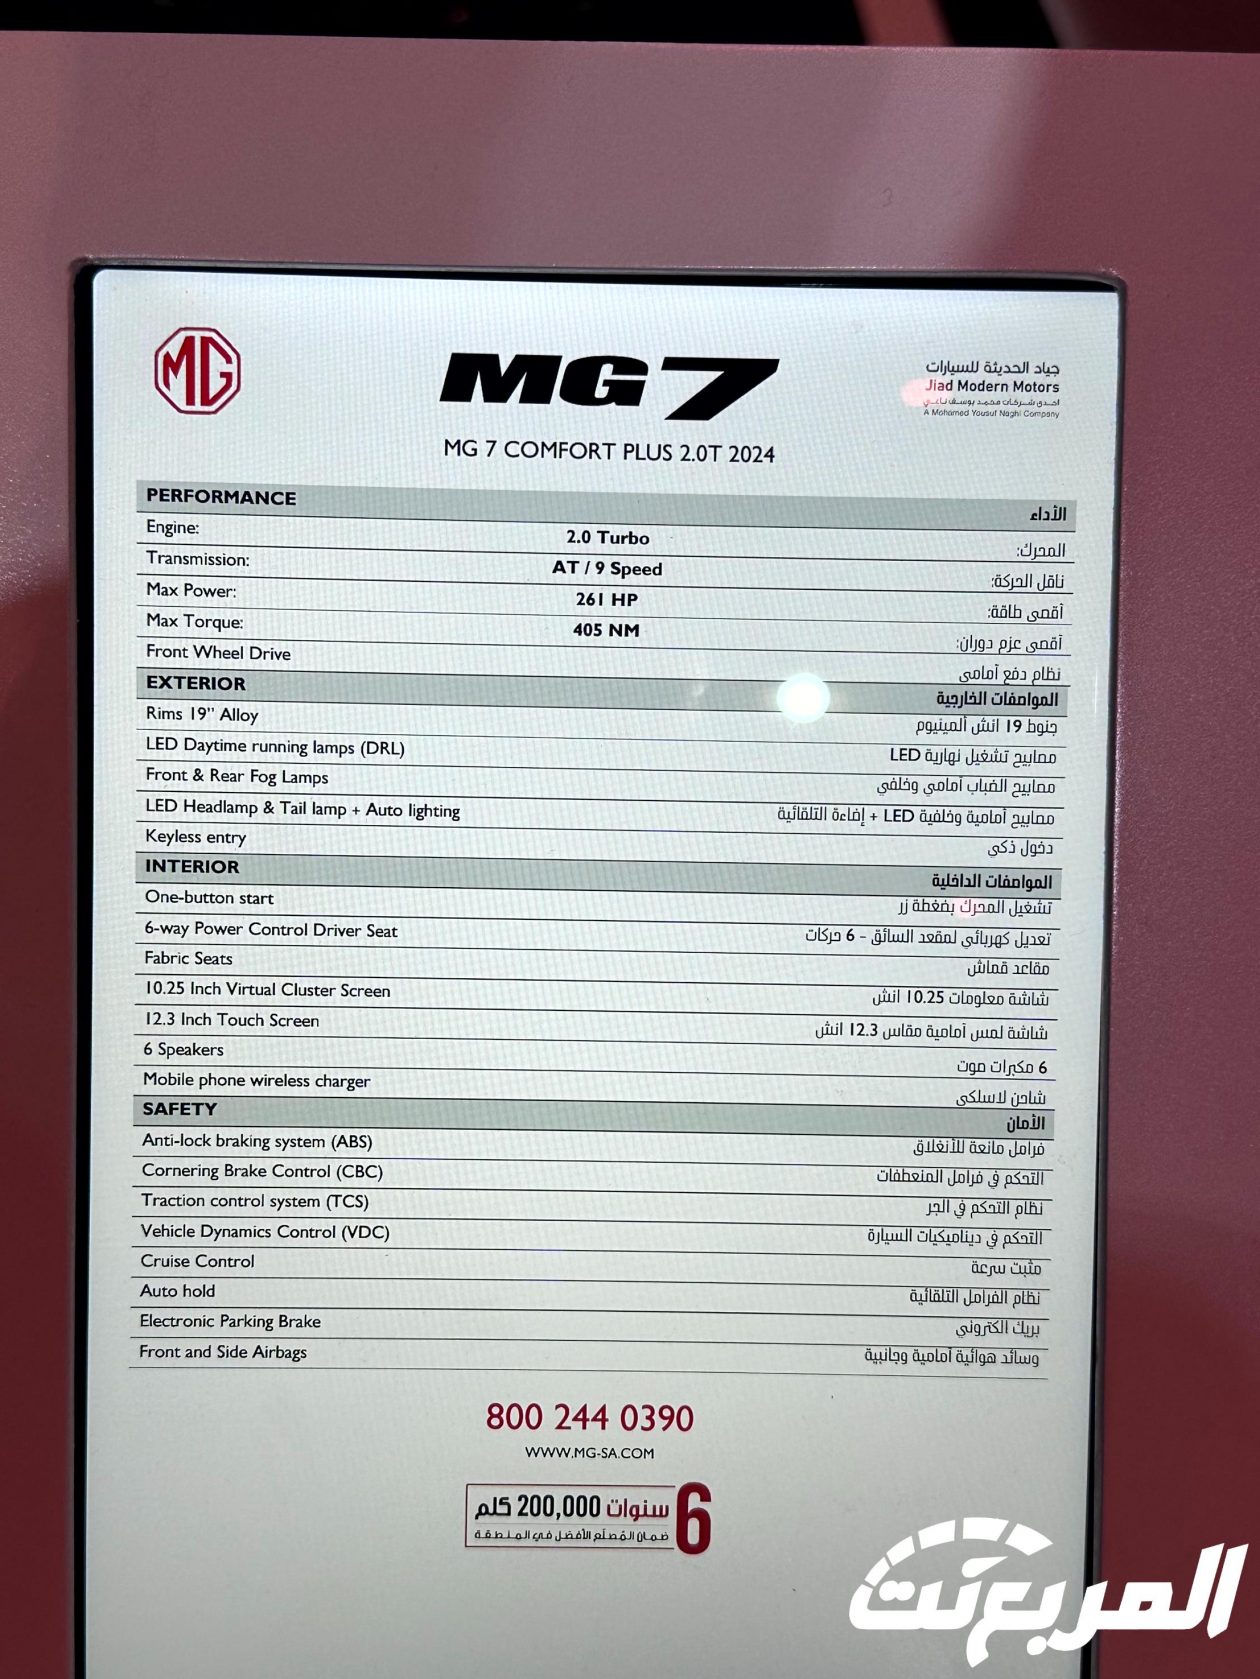 MG
MG7
جياد الحديثة للسيارات
Jiad Modern Motors
احدى شركات محمد يوسف ناغي
A Mohamed Yousuf Naghi Company
MG 7 COMFORT PLUS 2.0T 2024
PERFORMANCE الأداء
Engine: 2.0 Turbo المحرك:
Transmission: AT / 9 Speed ناقل الحركة:
Max Power: 261 HP أقصى طاقة:
Max Torque: 405 NM أقصى عزم دوران:
Front Wheel Drive نظام دفع أمامي
EXTERIOR المواصفات الخارجية
Rims 19" Alloy جنوط 19 انش ألمينيوم
LED Daytime running lamps (DRL) مصابيح تشغيل نهارية LED
Front & Rear Fog Lamps مصابيح الضباب أمامي وخلفي
LED Headlamp & Tail lamp + Auto lighting مصابيح أمامية وخلفية LED + إضاءة التلقائية
Keyless entry دخول ذكي
INTERIOR المواصفات الداخلية
One-button start تشغيل المحرك بضغطة زر
6-way Power Control Driver Seat تعديل كهربائي لمقعد السائق - 6 حركات
Fabric Seats مقاعد قماش
10.25 Inch Virtual Cluster Screen شاشة معلومات 10.25 انش
12.3 Inch Touch Screen شاشة لمس أمامية مقاس 12.3 انش
6 Speakers 6 مكبرات صوت
Mobile phone wireless charger شاحن لاسلكي
SAFETY الأمان
Anti-lock braking system (ABS) فرامل مانعة للأنغلاق
Cornering Brake Control (CBC) التحكم في فرامل المنعطفات
Traction control system (TCS) نظام التحكم في الجر
Vehicle Dynamics Control (VDC) التحكم في ديناميكيات السيارة
Cruise Control مثبت سرعة
Auto hold نظام الفرامل التلقائية
Electronic Parking Brake بريك الكتروني
Front and Side Airbags وسائد هوائية أمامية وجانبية
800 244 0390
WWW.MG-SA.COM
6 سنوات 200,000 كلم
ضمان المُصنّع الأفضل في المنطقة
المربع نت